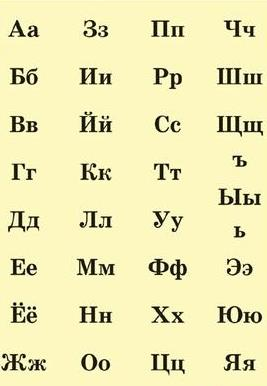 Аа Зз Пп Чч
Бб Ии Рр Шш
Вв Йй Сс Щщ
Гг Кк Тт ъ
Дд Лл Уу Ыы
ь
Ее Мм Фф Ээ
Ёё Нн Хх Юю
Жж Оо Цц Яя